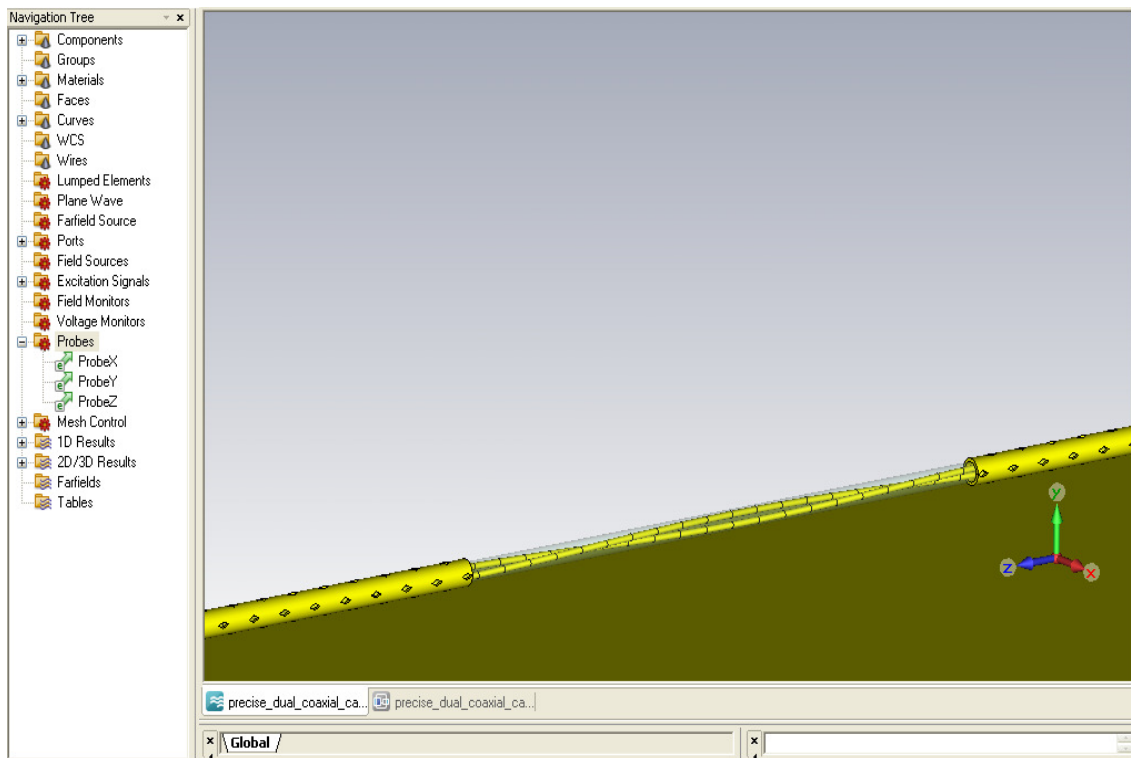 Navigation Tree
Components
Groups
Materials
Faces
Curves
WCS
Wires
Lumped Elements
Plane Wave
Farfield Source
Ports
Field Sources
Excitation Signals
Field Monitors
Voltage Monitors
Probes
ProbeX
ProbeY
ProbeZ
Mesh Control
1D Results
2D/3D Results
Farfields
Tables
y
z
x
precise_dual_coaxial_ca... precise_dual_coaxial_ca...
Global